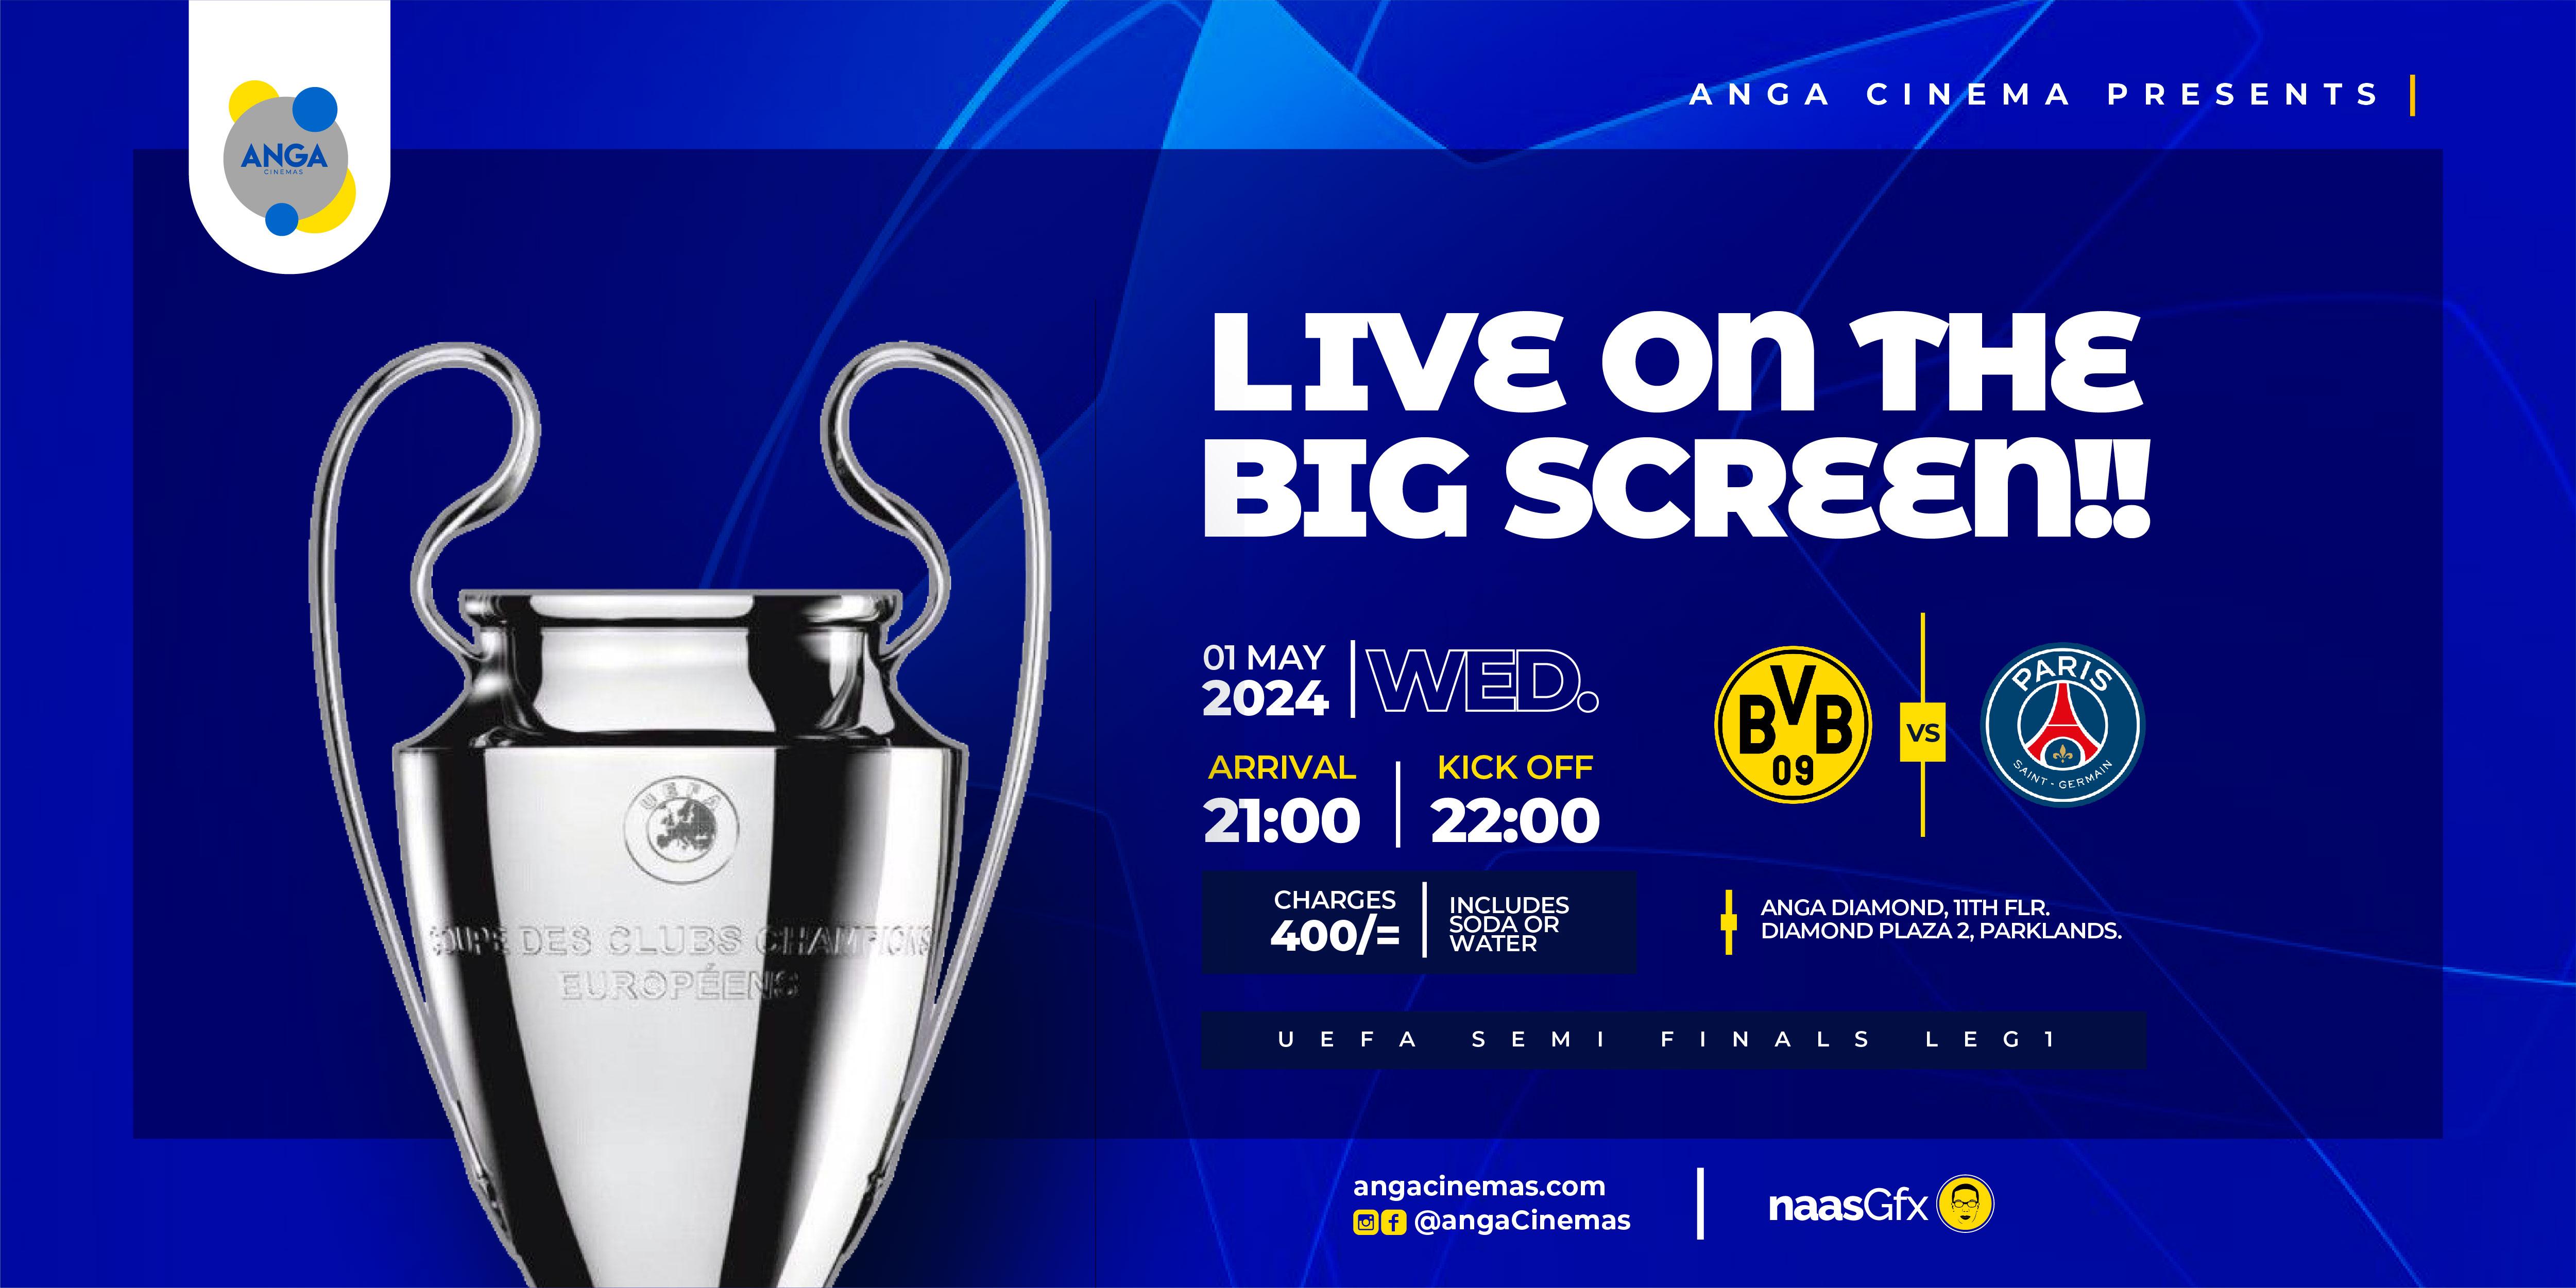 ANGA
CINEMAS
ANGA CINEMA PRESENTS
LIVE ON THE
BIG SCREEN!!
01 MAY
2024
WED.
ARRIVAL
21:00
KICK OFF
22:00
BVB
09
VS
PARIS
SAINT-GERMAIN
CHARGES
400/=
INCLUDES
SODA OR
WATER
ANGA DIAMOND, 11TH FLR.
DIAMOND PLAZA 2, PARKLANDS.
UEFA SEMI FINALS LEG1
UEFA
COUPE DES CLUBS CHAMPIONS
EUROPÉENS
angacinemas.com
@angaCinemas
naasGfx